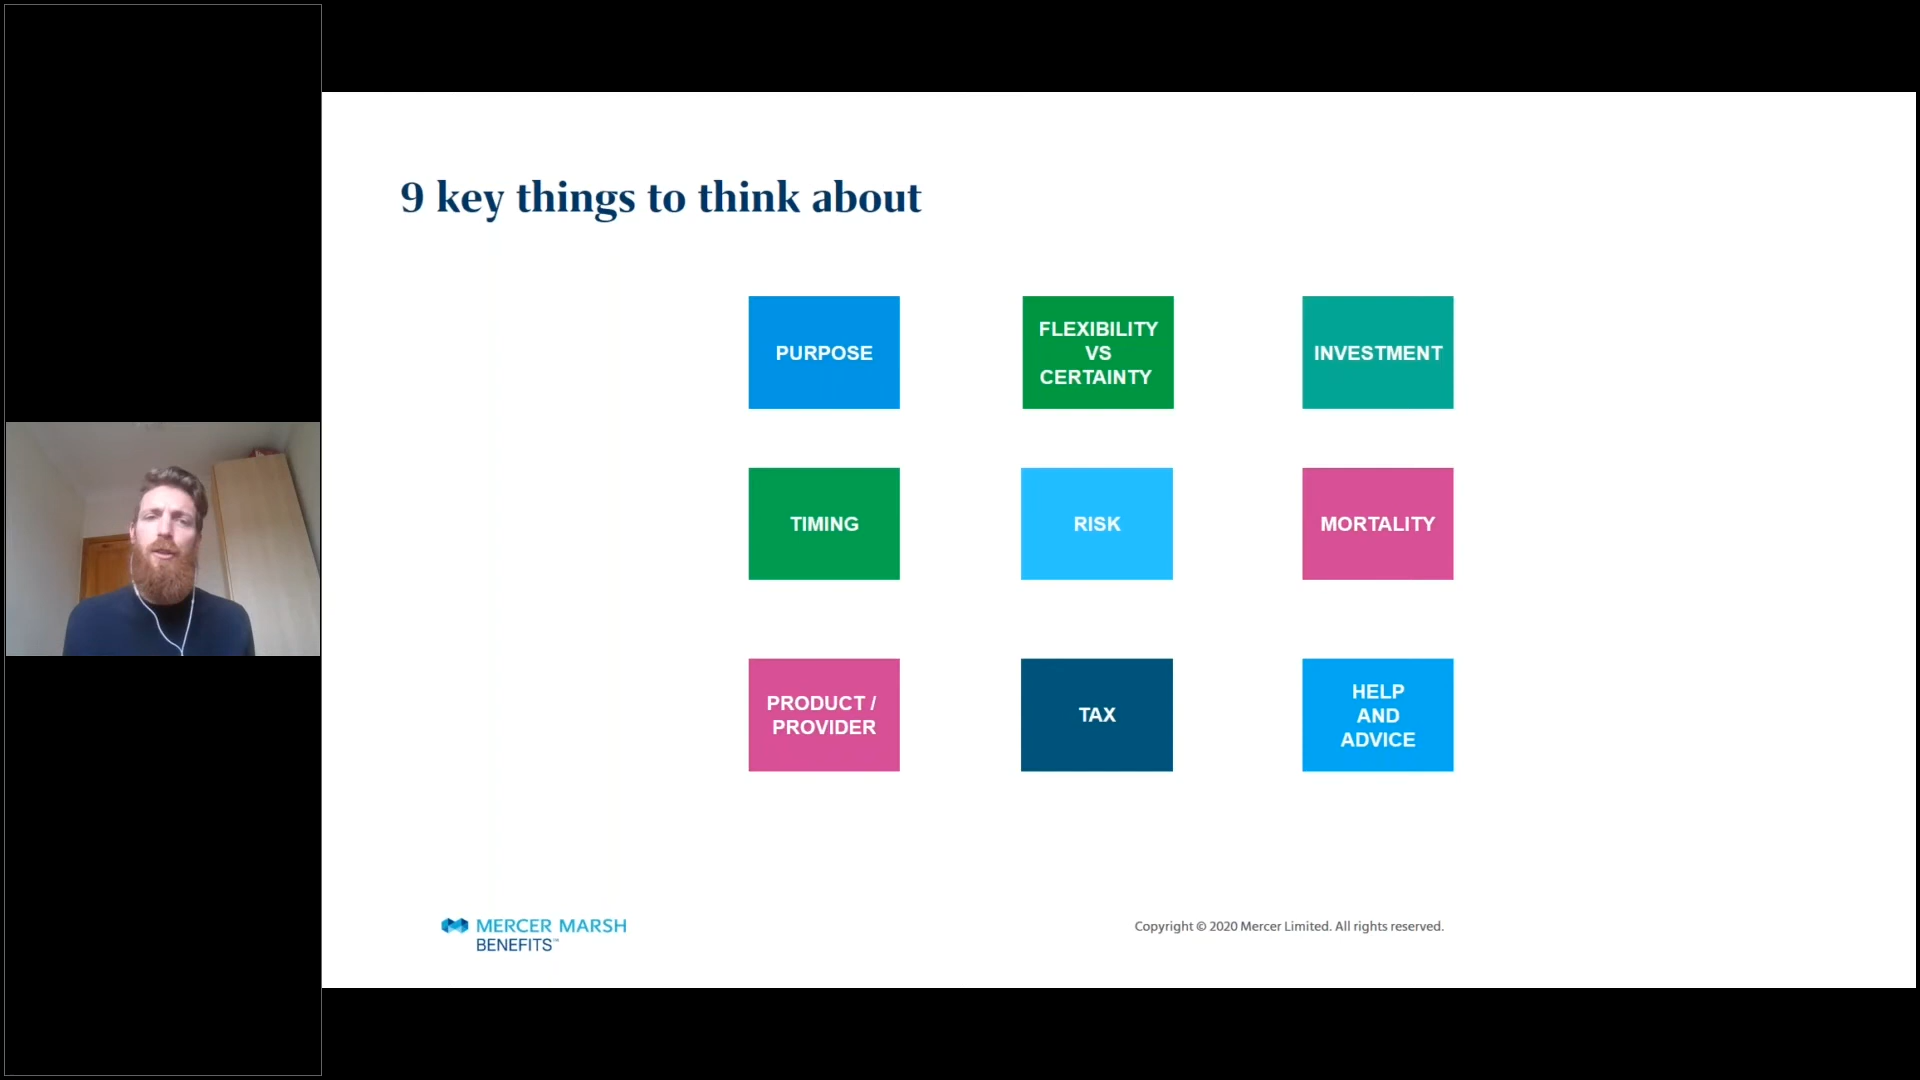 9 key things to think about
PURPOSE
FLEXIBILITY
VS
CERTAINTY
INVESTMENT
TIMING
RISK
MORTALITY
PRODUCT /
PROVIDER
TAX
HELP
AND
ADVICE
MERCER MARSH
BENEFITS™
Copyright © 2020 Mercer Limited. All rights reserved.